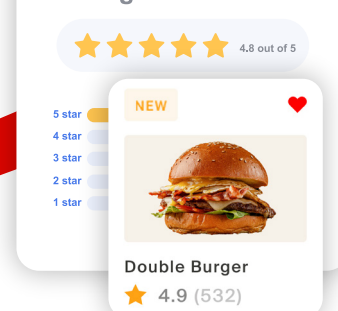 4.8 out of 5
5 star
4 star
3 star
2 star
1 star
NEW
Double Burger
4.9 (532)